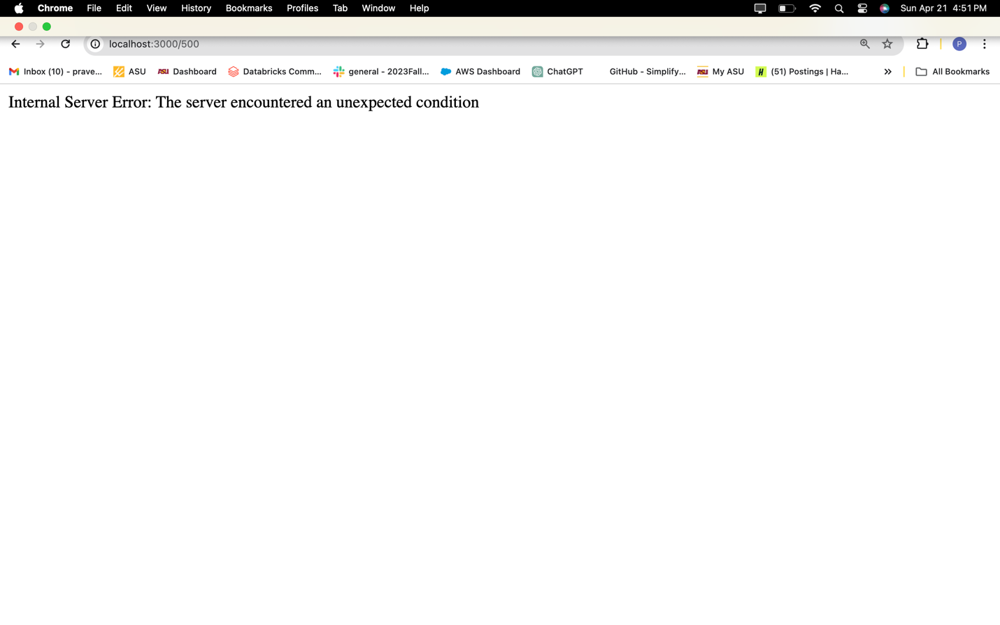 Chrome File Edit View History Bookmarks Profiles Tab Window Help Sun Apr 21 4:51 PM
localhost:3000/500 P
Inbox (10) - prave... ASU ASU Dashboard Databricks Comm... general - 2023Fall... AWS Dashboard ChatGPT GitHub - Simplify... ASU My ASU H (51) Postings | Ha... » All Bookmarks
Internal Server Error: The server encountered an unexpected condition